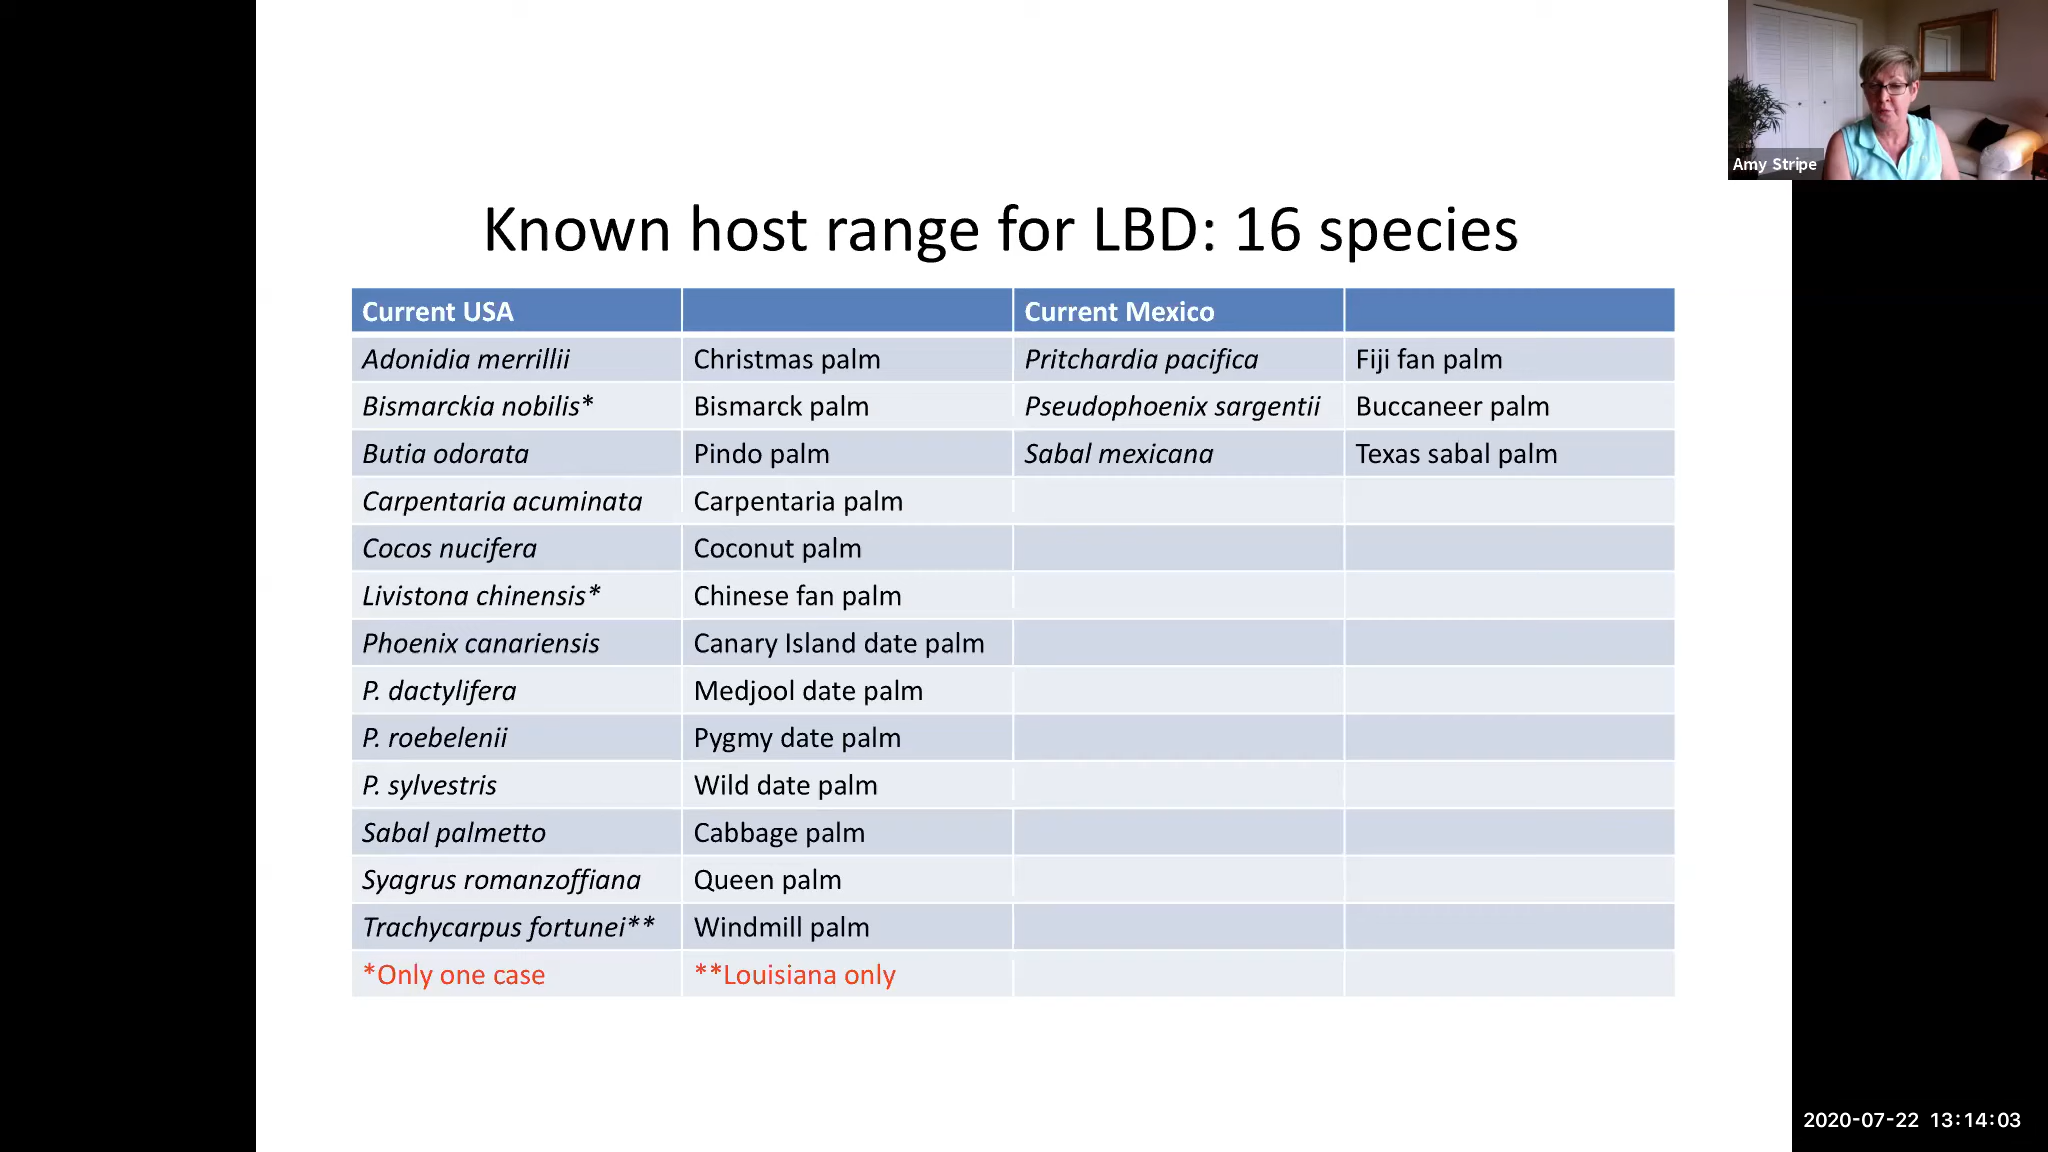 Amy Stripe
Known host range for LBD: 16 species
Current USA Current Mexico
Adonidia merrillii Christmas palm Pritchardia pacifica Fiji fan palm
Bismarckia nobilis* Bismarck palm Pseudophoenix sargentii Buccaneer palm
Butia odorata Pindo palm Sabal mexicana Texas sabal palm
Carpentaria acuminata Carpentaria palm
Cocos nucifera Coconut palm
Livistona chinensis* Chinese fan palm
Phoenix canariensis Canary Island date palm
P. dactylifera Medjool date palm
P. roebelenii Pygmy date palm
P. sylvestris Wild date palm
Sabal palmetto Cabbage palm
Syagrus romanzoffiana Queen palm
Trachycarpus fortunei** Windmill palm
*Only one case **Louisiana only
2020-07-22 13:14:03